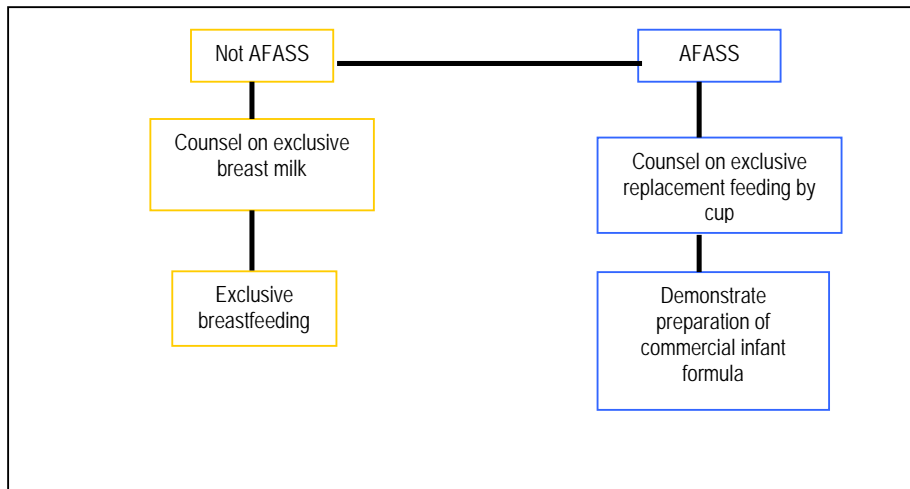 Not AFASS
AFASS
Counsel on exclusive
breast milk
Counsel on exclusive
replacement feeding by
cup
Exclusive
breastfeeding
Demonstrate
preparation of
commercial infant
formula